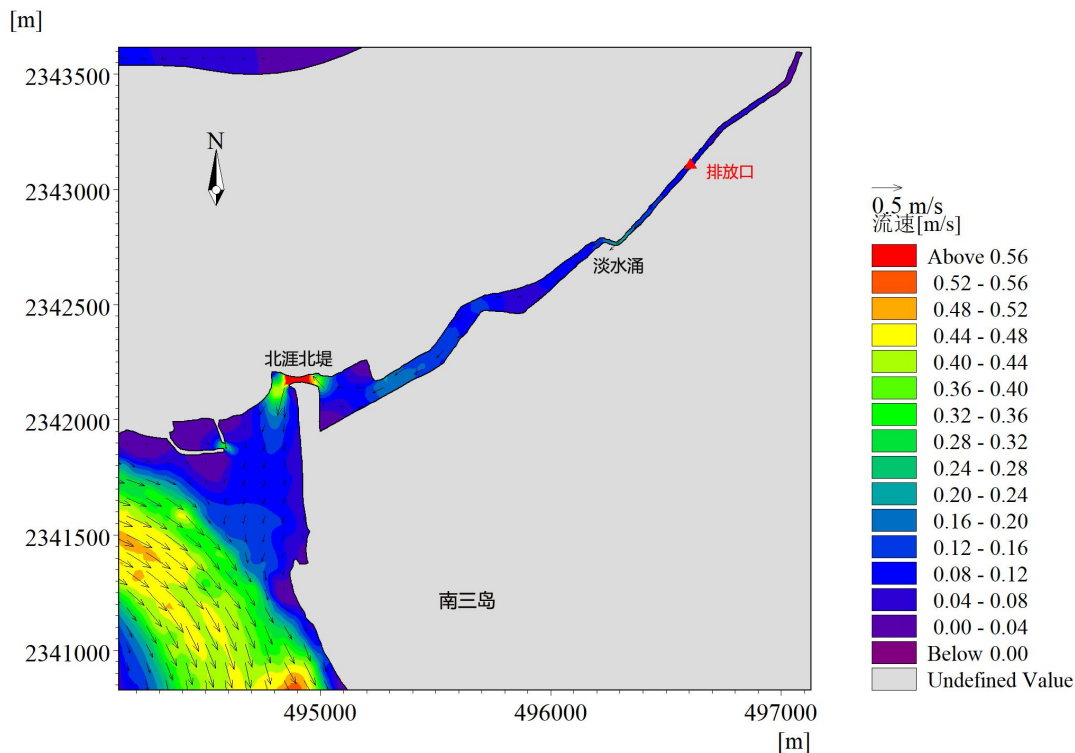 [m]
2343500
N
2343000
排放口
0.5 m/s
流速[m/s]
Above 0.56
淡水涌
0.52 - 0.56
2342500
0.48 - 0.52
0.44 - 0.48
北涯北堤
0.40 - 0.44
0.36 - 0.40
2342000
0.32 - 0.36
0.28 - 0.32
0.24 - 0.28
0.20 - 0.24
2341500
0.16 - 0.20
0.12 - 0.16
0.08 - 0.12
南三岛
0.04 - 0.08
0.00 - 0.04
2341000
Below 0.00
Undefined Value
495000
496000
497000
[m]